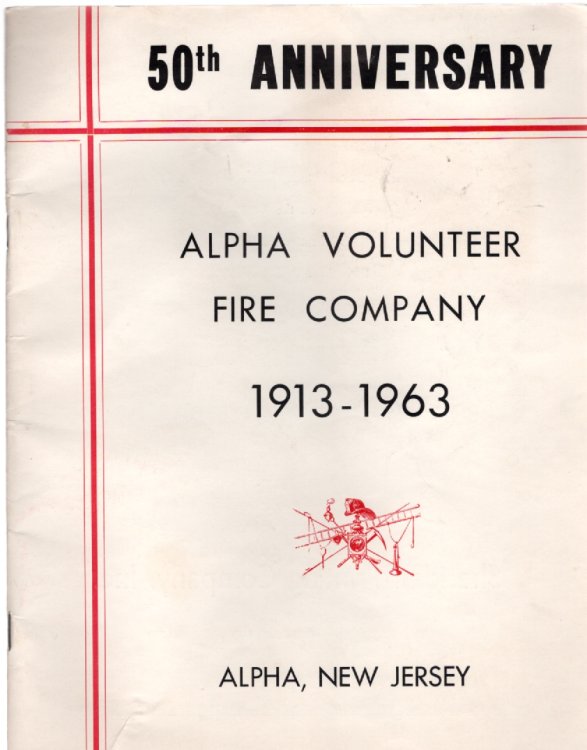 50th ANNIVERSARY
ALPHA VOLUNTEER
FIRE COMPANY
1913-1963
ALPHA, NEW JERSEY